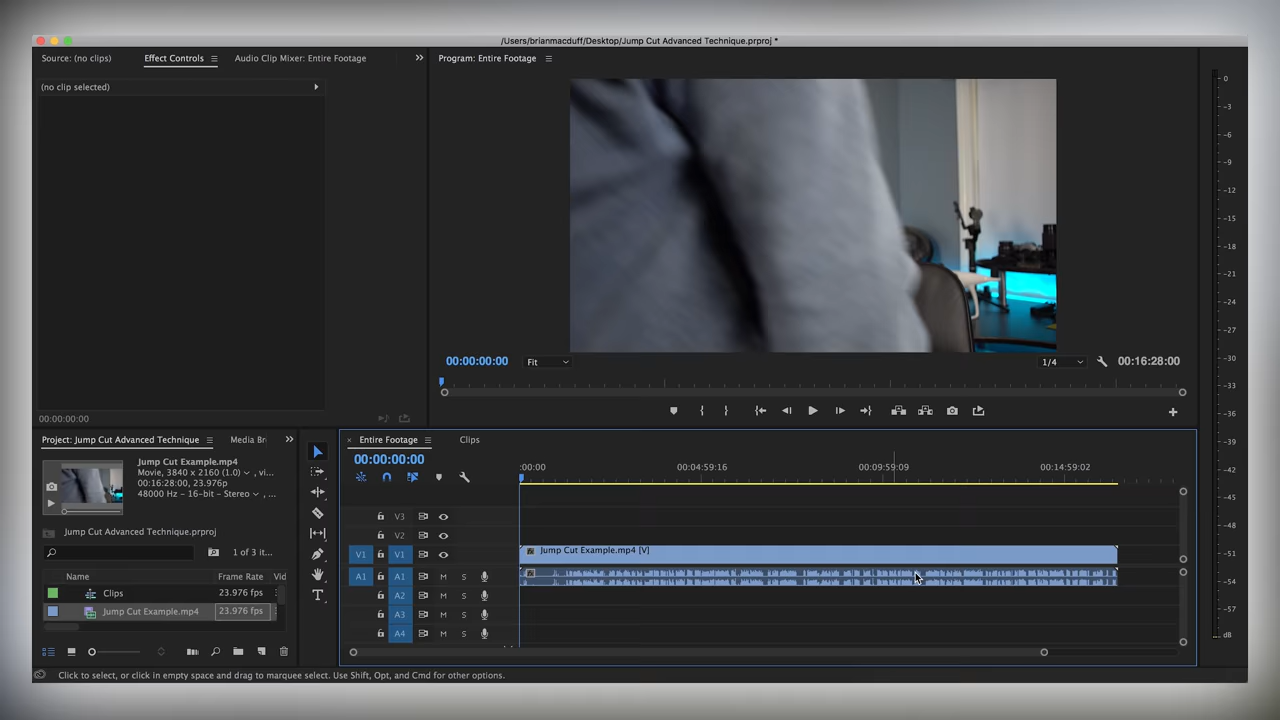 /Users/brianmacduff/Desktop/Jump Cut Advanced Technique.prproj *
Source: (no clips)
Effect Controls
Audio Clip Mixer: Entire Footage
(no clip selected)
00:00:00:00
Program: Entire Footage
00:00:00:00
Fit
1/4
00:16:28:00
0
-3
-6
-9
-12
-15
-18
-21
-24
-27
-30
-33
-36
-39
-42
-45
-48
-51
-54
-57
dB
Project: Jump Cut Advanced Technique
Media Br
Jump Cut Example.mp4
Movie, 3840 x 2160 (1.0)
, vi...
00:16:28:00, 23.976p
48000 Hz - 16-bit - Stereo
Jump Cut Advanced Technique.prproj
1 of 3 it...
Name
Frame Rate
Vid
Clips
23.976 fps
Jump Cut Example.mp4
23.976 fps
Entire Footage
Clips
00:00:00:00
:00:00
00:04:59:16
00:09:59:09
00:14:59:02
V3
V2
V1
V1
Jump Cut Example.mp4 [V]
A1
A1
M
S
A2
M
S
A3
M
S
A4
M
S
Click to select, or click in empty space and drag to marquee select. Use Shift, Opt, and Cmd for other options.